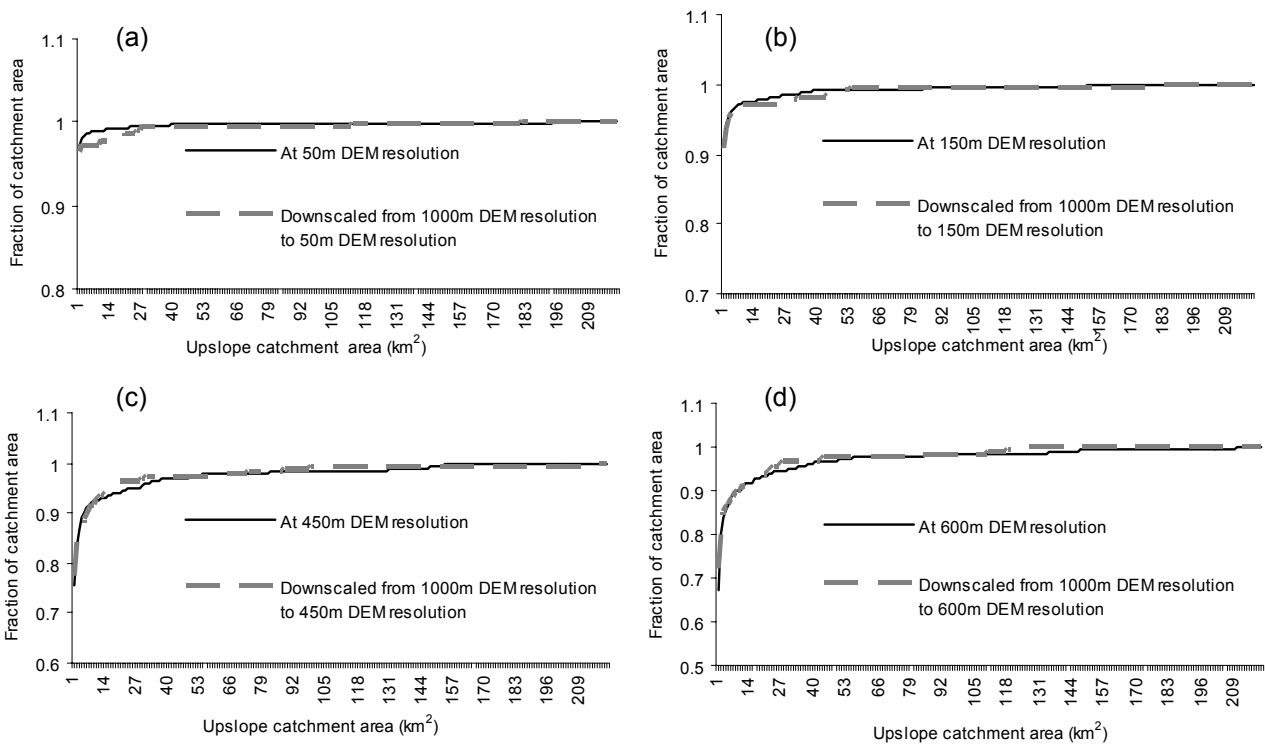 (a)
1.1
1
0.9
0.8
Fraction of catchment area
At 50m DEM resolution
Downscaled from 1000m DEM resolution
to 50m DEM resolution
1 14 27 40 53 66 79 92 105 118 131 144 157 170 183 196 209
Upslope catchment area (km²)
(b)
1.1
1
0.9
0.8
0.7
Fraction of catchment area
At 150m DEM resolution
Downscaled from 1000m DEM resolution
to 150m DEM resolution
1 14 27 40 53 66 79 92 105 118 131 144 157 170 183 196 209
Upslope catchment area (km²)
(c)
1.1
1
0.9
0.8
0.7
0.6
Fraction of catchment area
At 450m DEM resolution
Downscaled from 1000m DEM resolution
to 450m DEM resolution
1 14 27 40 53 66 79 92 105 118 131 144 157 170 183 196 209
Upslope catchment area (km²)
(d)
1.1
1
0.9
0.8
0.7
0.6
0.5
Fraction of catchment area
At 600m DEM resolution
Downscaled from 1000m DEM resolution
to 600m DEM resolution
1 14 27 40 53 66 79 92 105 118 131 144 157 170 183 196 209
Upslope catchment area (km²)